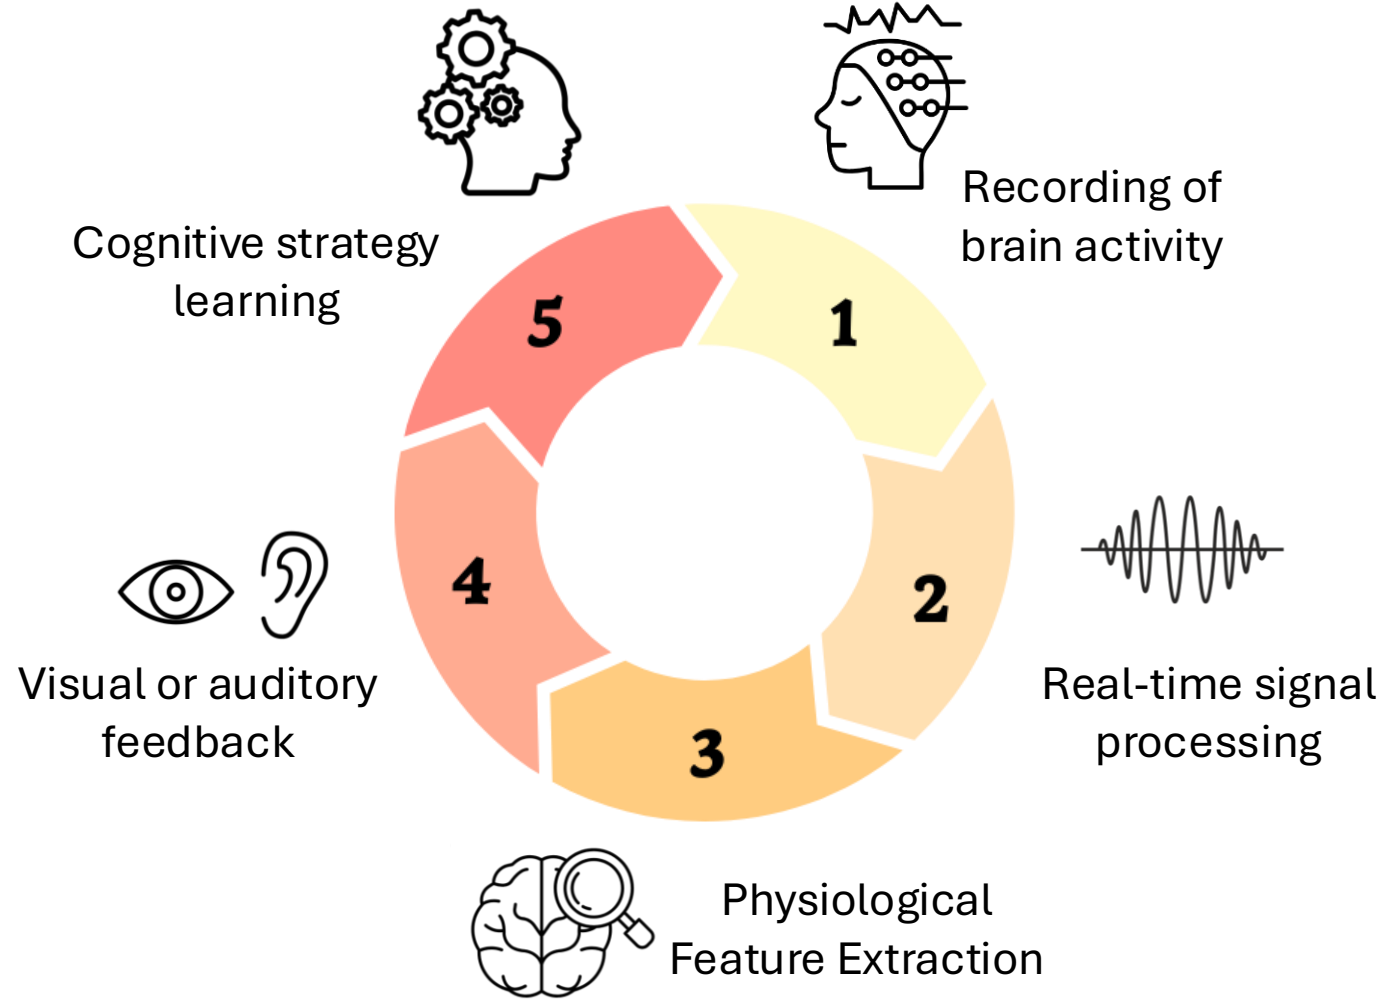 Recording of
brain activity
1
Real-time signal
processing
2
Physiological
Feature Extraction
3
Visual or auditory
feedback
4
Cognitive strategy
learning
5